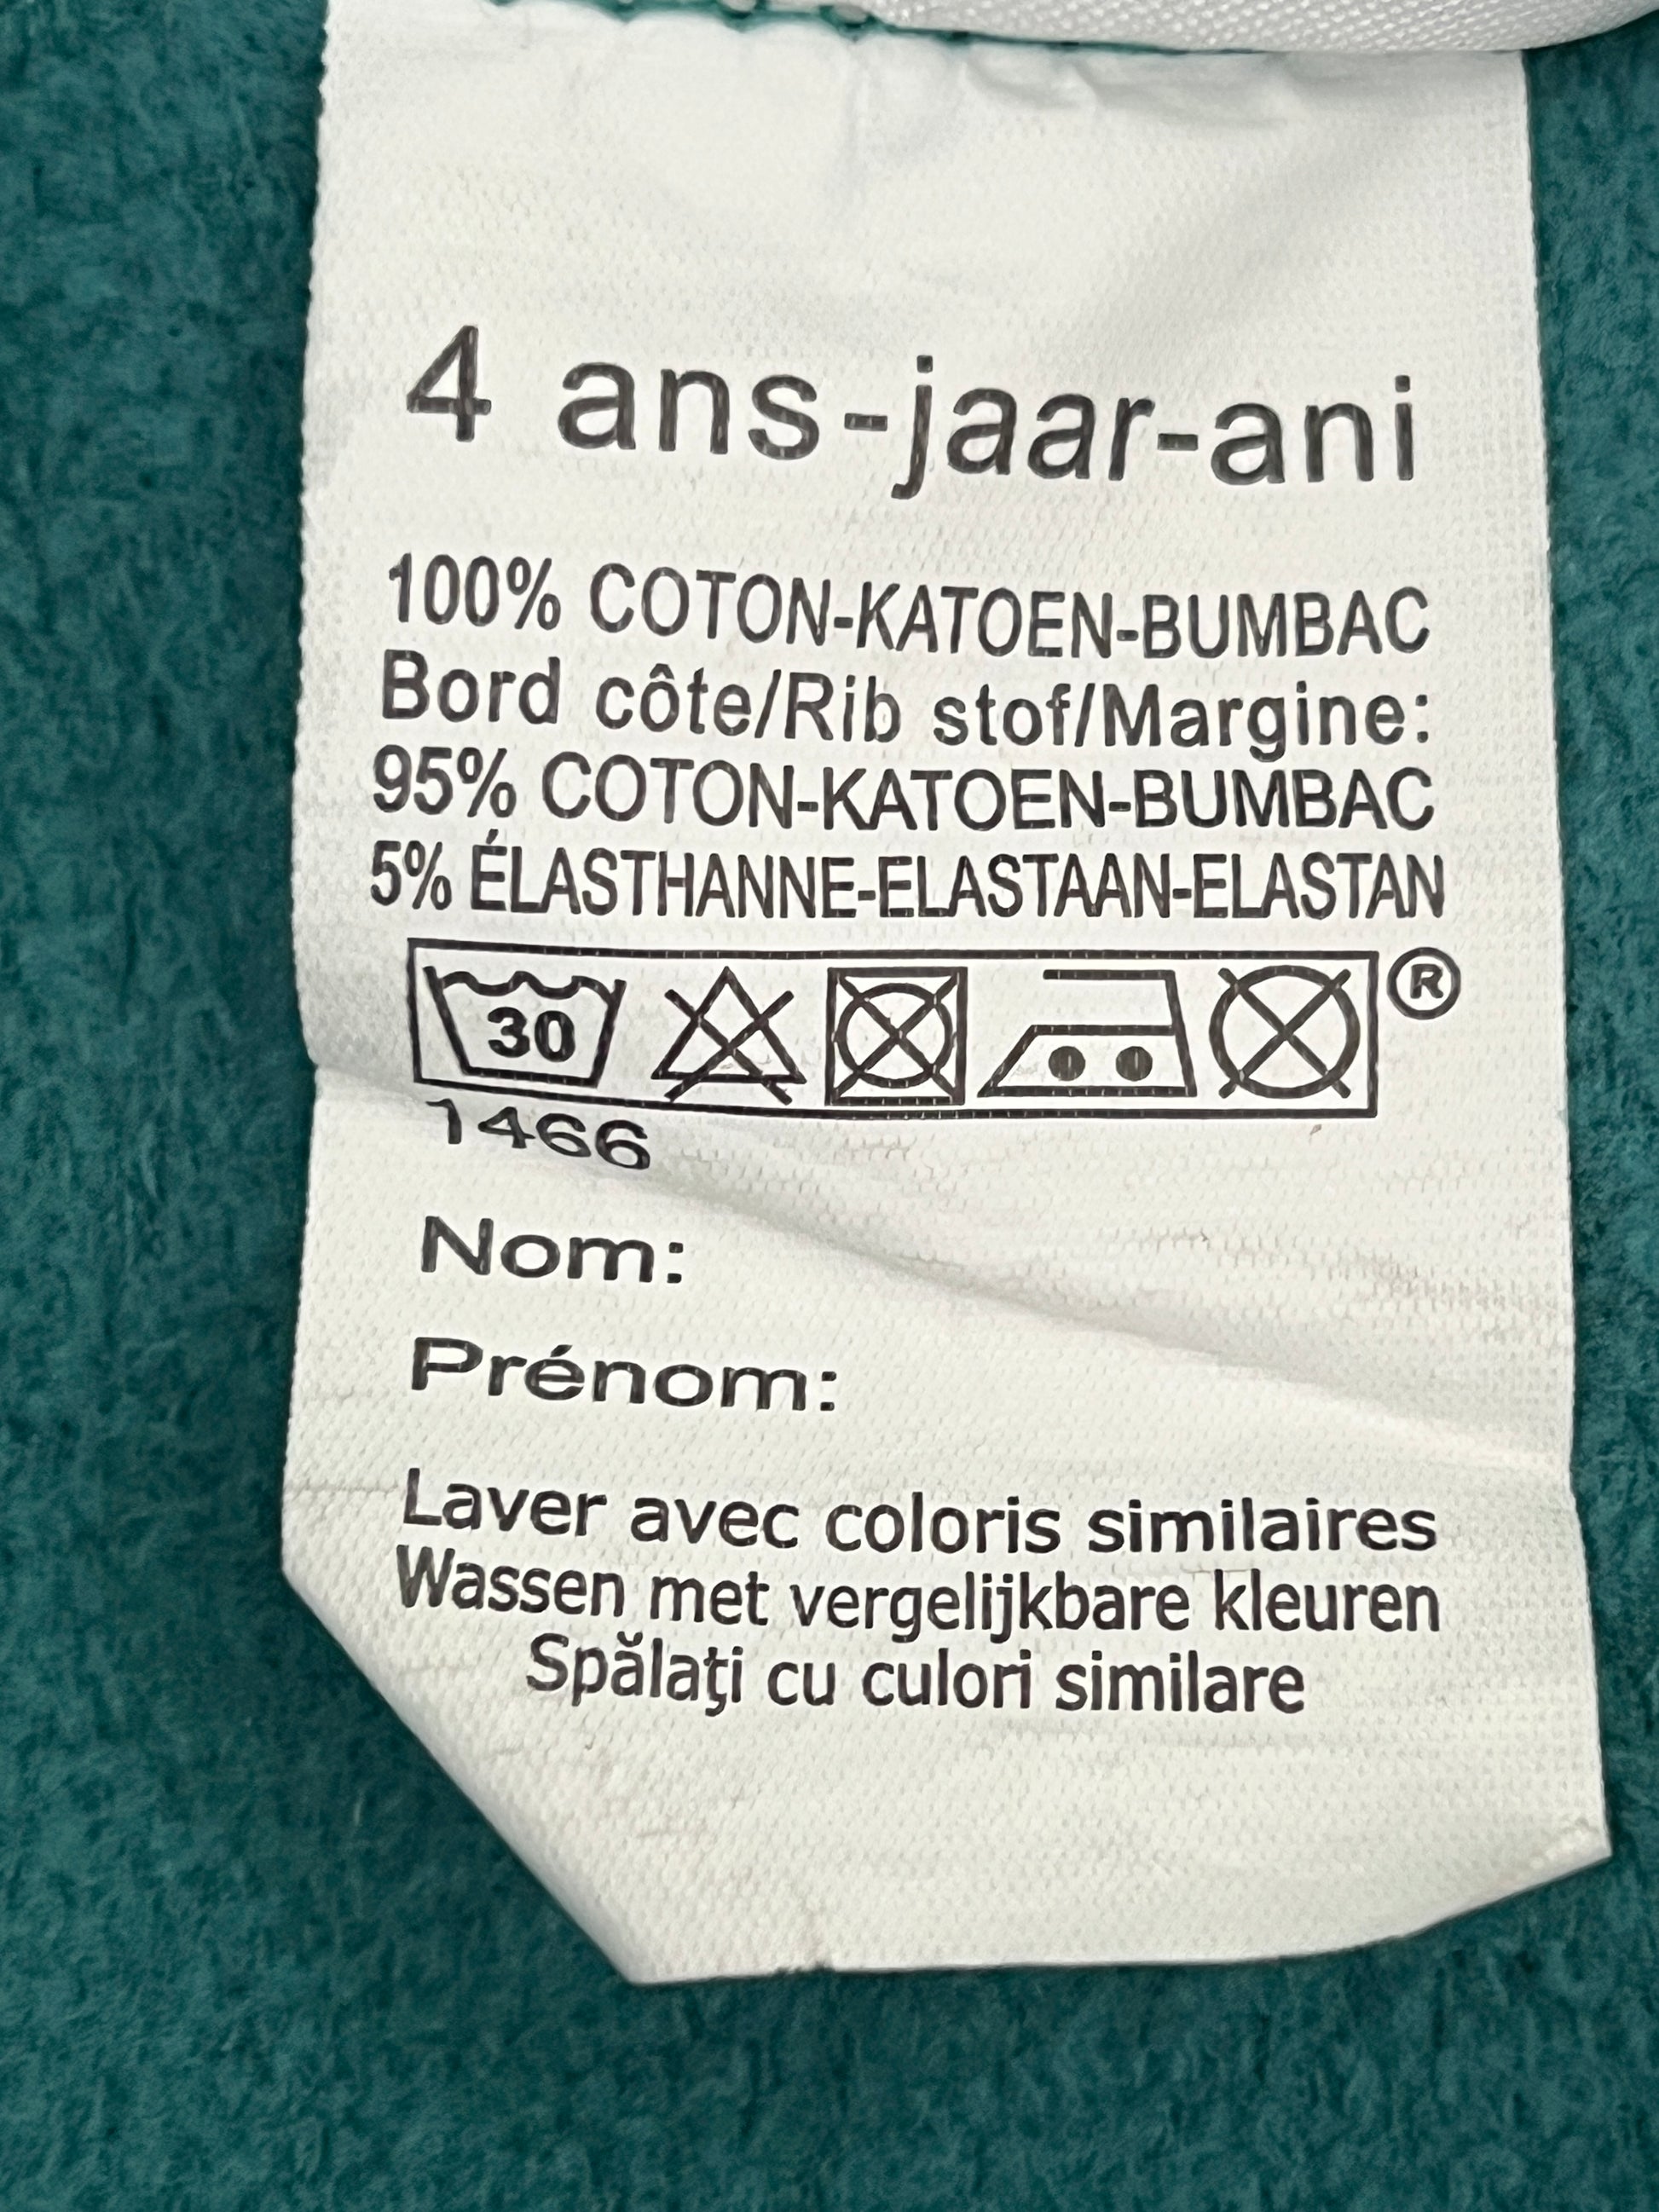 4 ans-jaar-ani
100% COTON-KATOEN-BUMBAC
Bord côte/Rib stof/Margine:
95% COTON-KATOEN-BUMBAC
5% ÉLASTHANNE-ELASTAAN-ELASTAN
30 ®
1466
Nom:
Prénom:
Laver avec coloris similaires
Wassen met vergelijkbare kleuren
Spălaţi cu culori similare